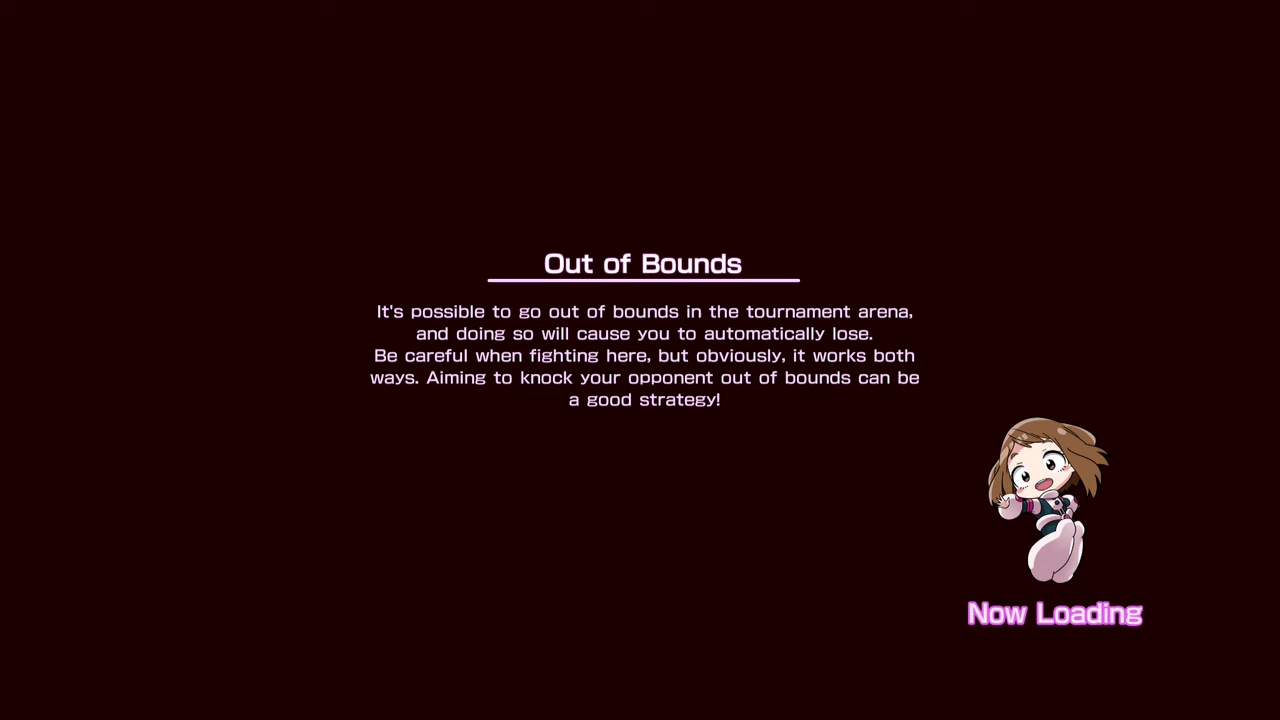 Out of Bounds
It's possible to go out of bounds in the tournament arena,
and doing so will cause you to automatically lose.
Be careful when fighting here, but obviously, it works both
ways. Aiming to knock your opponent out of bounds can be
a good strategy!
Now Loading